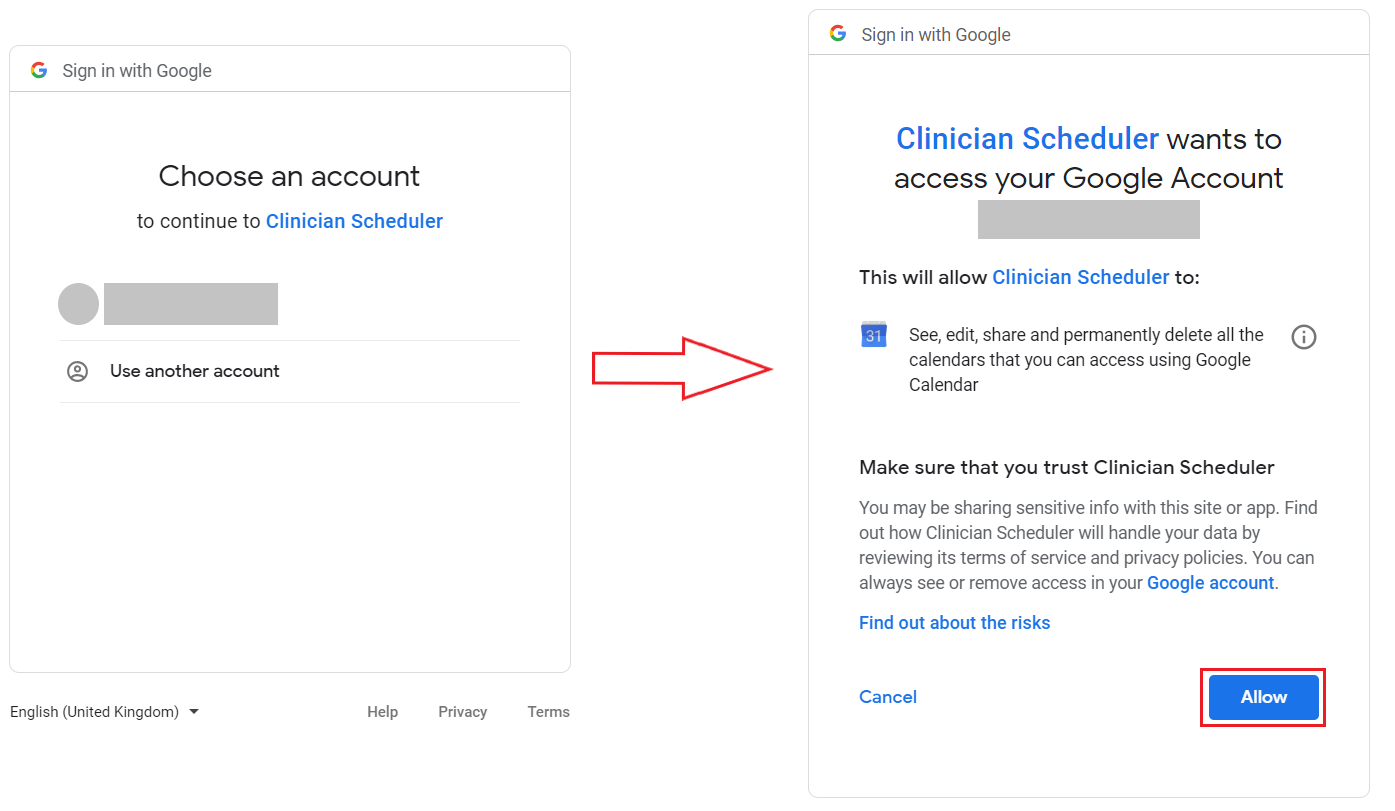 Sign in with Google
Choose an account
to continue to Clinician Scheduler
Use another account
English (United Kingdom)
Help
Privacy
Terms
Sign in with Google
Clinician Scheduler wants to
access your Google Account
This will allow Clinician Scheduler to:
31
See, edit, share and permanently delete all the
calendars that you can access using Google
Calendar
Make sure that you trust Clinician Scheduler
You may be sharing sensitive info with this site or app. Find
out how Clinician Scheduler will handle your data by
reviewing its terms of service and privacy policies. You can
always see or remove access in your Google account.
Find out about the risks
Cancel
Allow